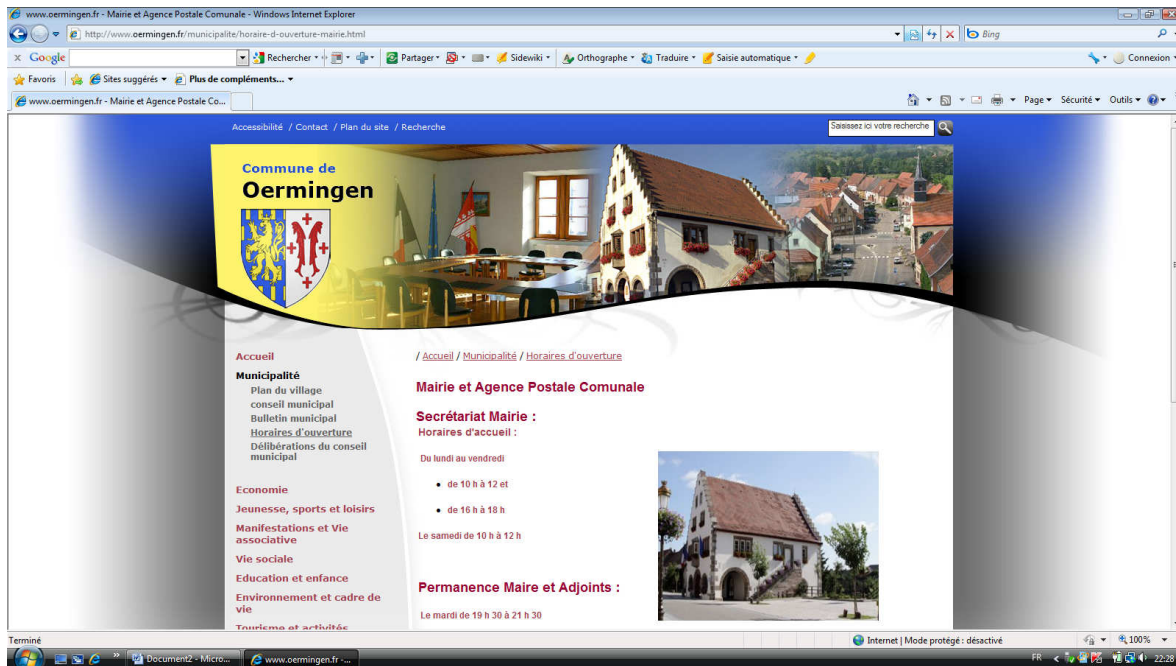 www.oermingen.fr - Mairie et Agence Postale Comunale - Windows Internet Explorer
http://www.oermingen.fr/municipalite/horaire-d-ouverture-mairie.html
Bing
x Google Rechercher Partager Sidewiki Orthographe Traduire Saisie automatique Connexion
Favoris Sites suggérés Plus de compléments...
www.oermingen.fr - Mairie et Agence Postale Co... Page Sécurité Outils
Accessibilité / Contact / Plan du site / Recherche
Saisissez ici votre recherche
Commune de
Oermingen
Accueil
Municipalité
Plan du village
conseil municipal
Bulletin municipal
Horaires d'ouverture
Délibérations du conseil
municipal
Economie
Jeunesse, sports et loisirs
Manifestations et Vie
associative
Vie sociale
Education et enfance
Environnement et cadre de
vie
Tourisme et activités
/ Accueil / Municipalité / Horaires d'ouverture
Mairie et Agence Postale Comunale
Secrétariat Mairie :
Horaires d'accueil :
Du lundi au vendredi
• de 10 h à 12 et
• de 16 h à 18 h
Le samedi de 10 h à 12 h
Permanence Maire et Adjoints :
Le mardi de 19 h 30 à 21 h 30
Terminé
Internet | Mode protégé : désactivé
100%
Document2 - Micro...
www.oermingen.fr -...
FR
22:28